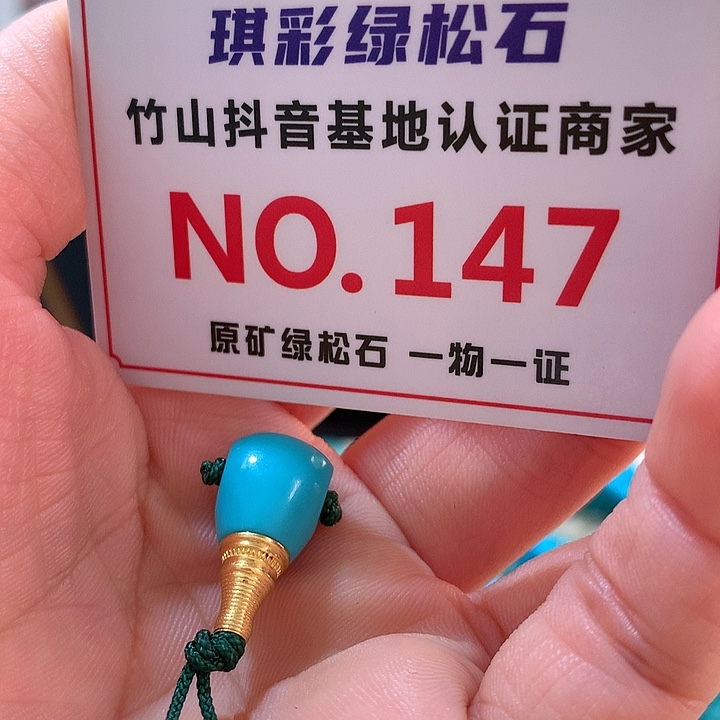 琪彩绿松石
竹山抖音基地认证商家
NO.147
原矿绿松石 一物一证